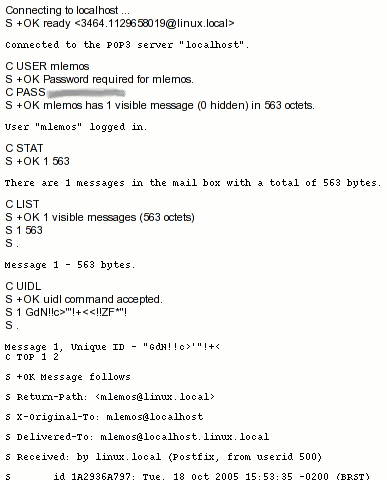 Connecting to localhost ...
S +OK ready <3464.1129658019@linux.local>
Connected to the POP3 server "localhost".
C USER mlemos
S +OK Password required for mlemos.
C PASS
S +OK mlemos has 1 visible message (0 hidden) in 563 octets.
User "mlemos" logged in.
C STAT
S +OK 1 563
There are 1 messages in the mail box with a total of 563 bytes.
C LIST
S +OK 1 visible messages (563 octets)
S 1 563
S .
Message 1 - 563 bytes.
C UIDL
S +OK uidl command accepted.
S 1 GdN!!c>'"!+<<!!ZF"*"!
S .
Message 1, Unique ID - "GdN!!c>'"!+<
C TOP 1 2
S +OK Message follows
S Return-Path: <mlemos@linux.local>
S X-Original-To: mlemos@localhost
S Delivered-To: mlemos@localhost.linux.local
S Received: by linux.local (Postfix, from userid 500)
S id 1A2936A797; Tue, 18 Oct 2005 15:53:35 -0200 (BRST)